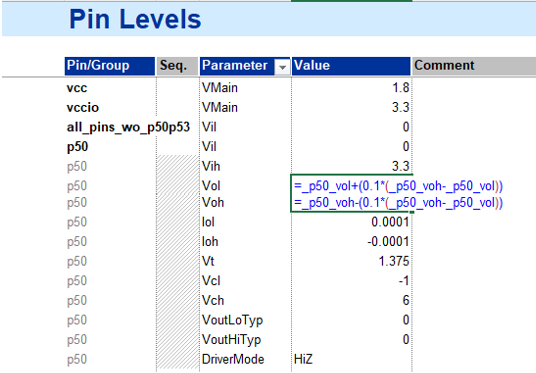 Pin Levels
Pin/Group Seq. Parameter Value Comment
vcc VMain 1.8
vccio VMain 3.3
all_pins_wo_p50p53 Vil 0
p50 Vil 0
p50 Vih 3.3
p50 Vol =_p50_vol+(0.1*(_p50_voh-_p50_vol))
p50 Voh =_p50_voh-(0.1*(_p50_voh-_p50_vol))
p50 Iol 0.0001
p50 Ioh -0.0001
p50 Vt 1.375
p50 Vcl -1
p50 Vch 6
p50 VoutLoTyp 0
p50 VoutHiTyp 0
p50 DriverMode HiZ